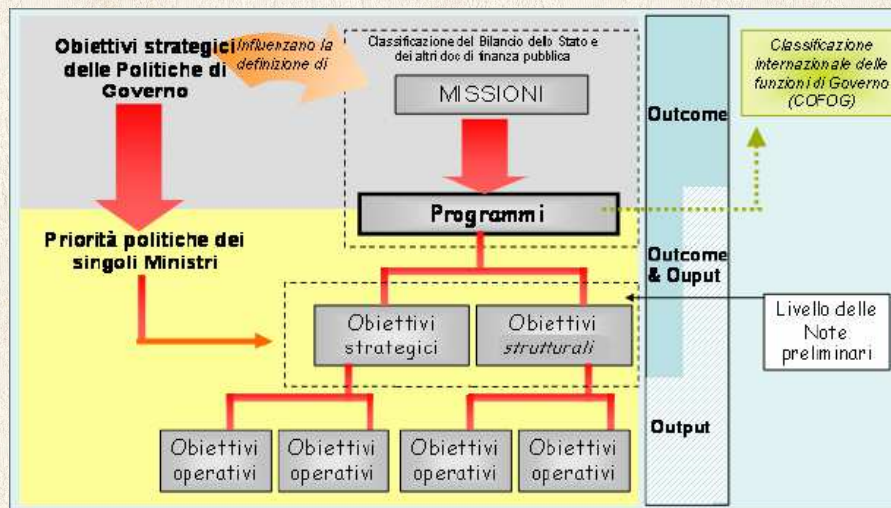 Obiettivi strategici
delle Politiche di
Governo
Influenzano la
definizione di
Classificazione del Bilancio dello Stato e
dei altri doc di finanza pubblica
MISSIONI
Programmi
Priorità politiche dei
singoli Ministri
Obiettivi
strategici
Obiettivi
strutturali
Obiettivi
operativi
Obiettivi
operativi
Obiettivi
operativi
Obiettivi
operativi
Outcome
Outcome
& Ouput
Output
Classificazione
internazionale delle
funzioni di Governo
(COFOG)
Livello delle
Note
preliminari